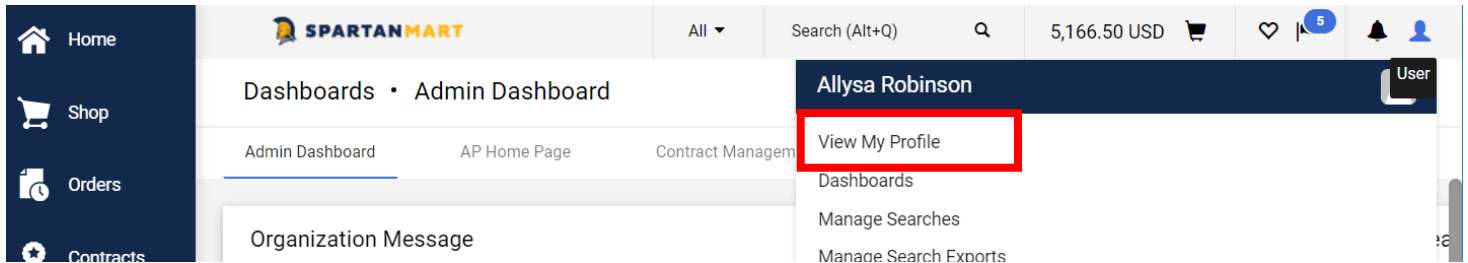 Home
SPARTANMART
All
Search (Alt+Q)
5,166.50 USD
5
User
Dashboards • Admin Dashboard
Allysa Robinson
Shop
Admin Dashboard
AP Home Page
Contract Managem
View My Profile
Orders
Dashboards
Manage Searches
Organization Message
Contracts
Manage Search Exports